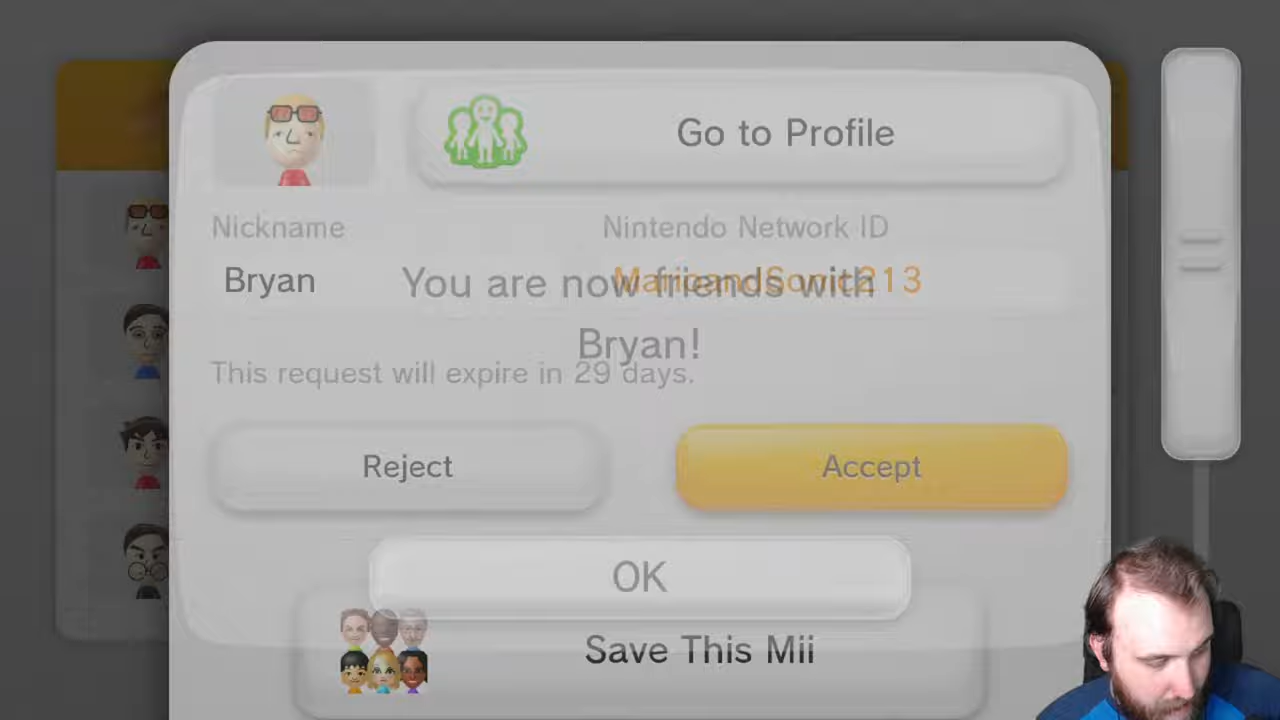 Go to Profile
Nickname
Nintendo Network ID
Bryan
MarioandSonic213
You are now friends with
Bryan!
This request will expire in 29 days.
Reject
Accept
OK
Save This Mii